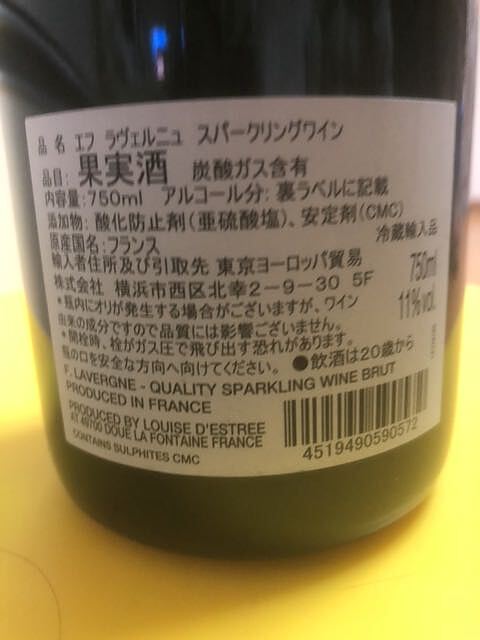 品 名 エフ ラヴェルニュ スパークリングワイン
品目: 果実酒 炭酸ガス含有
内容量:750ml アルコール分: 裏ラベルに記載
添加物: 酸化防止剤(亜硫酸塩)、安定剤(CMC)
原産国名:フランス 冷蔵輸入品
輸入者住所及び引取先 東京ヨーロッパ貿易 750ml
株式会社 横浜市西区北幸2-9-30 5F
*瓶内にオリが発生する場合がございますが、ワイン 11%vol.
由来の成分ですので品質には影響ございません。
*開栓時、栓がガス圧で飛び出す恐れがあります。
瓶の口を安全な方向へ向けてください。 ●飲酒は20歳から
F. LAVERGNE - QUALITY SPARKLING WINE BRUT
PRODUCED IN FRANCE
PRODUCED BY LOUISE D'ESTREE
AT 49700 DOUE LA FONTAINE FRANCE
CONTAINS SULPHITES CMC
4519490590572